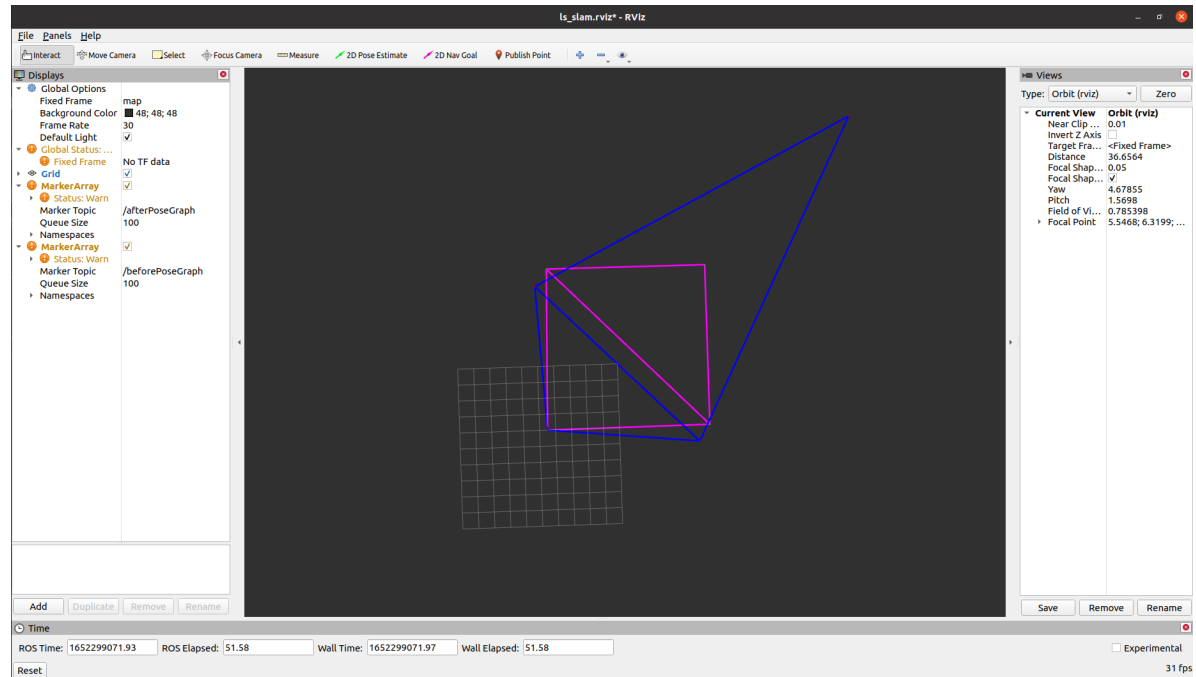 ls_slam.rviz* - RViz
File Panels Help
Interact Move Camera Select Focus Camera Measure 2D Pose Estimate 2D Nav Goal Publish Point
Displays
Global Options
Fixed Frame map
Background Color 48; 48; 48
Frame Rate 30
Default Light
Global Status: ...
Fixed Frame No TF data
Grid
MarkerArray
Status: Warn
Marker Topic /afterPoseGraph
Queue Size 100
Namespaces
MarkerArray
Status: Warn
Marker Topic /beforePoseGraph
Queue Size 100
Namespaces
Add Duplicate Remove Rename
Views
Type: Orbit (rviz) Zero
Current View Orbit (rviz)
Near Clip ... 0.01
Invert Z Axis
Target Fra... <Fixed Frame>
Distance 36.6564
Focal Shap... 0.05
Focal Shap...
Yaw 4.67855
Pitch 1.5698
Field of Vi... 0.785398
Focal Point 5.5468; 6.3199; ...
Save Remove Rename
Time
ROS Time: 1652299071.93 ROS Elapsed: 51.58 Wall Time: 1652299071.97 Wall Elapsed: 51.58 Experimental
Reset 31 fps